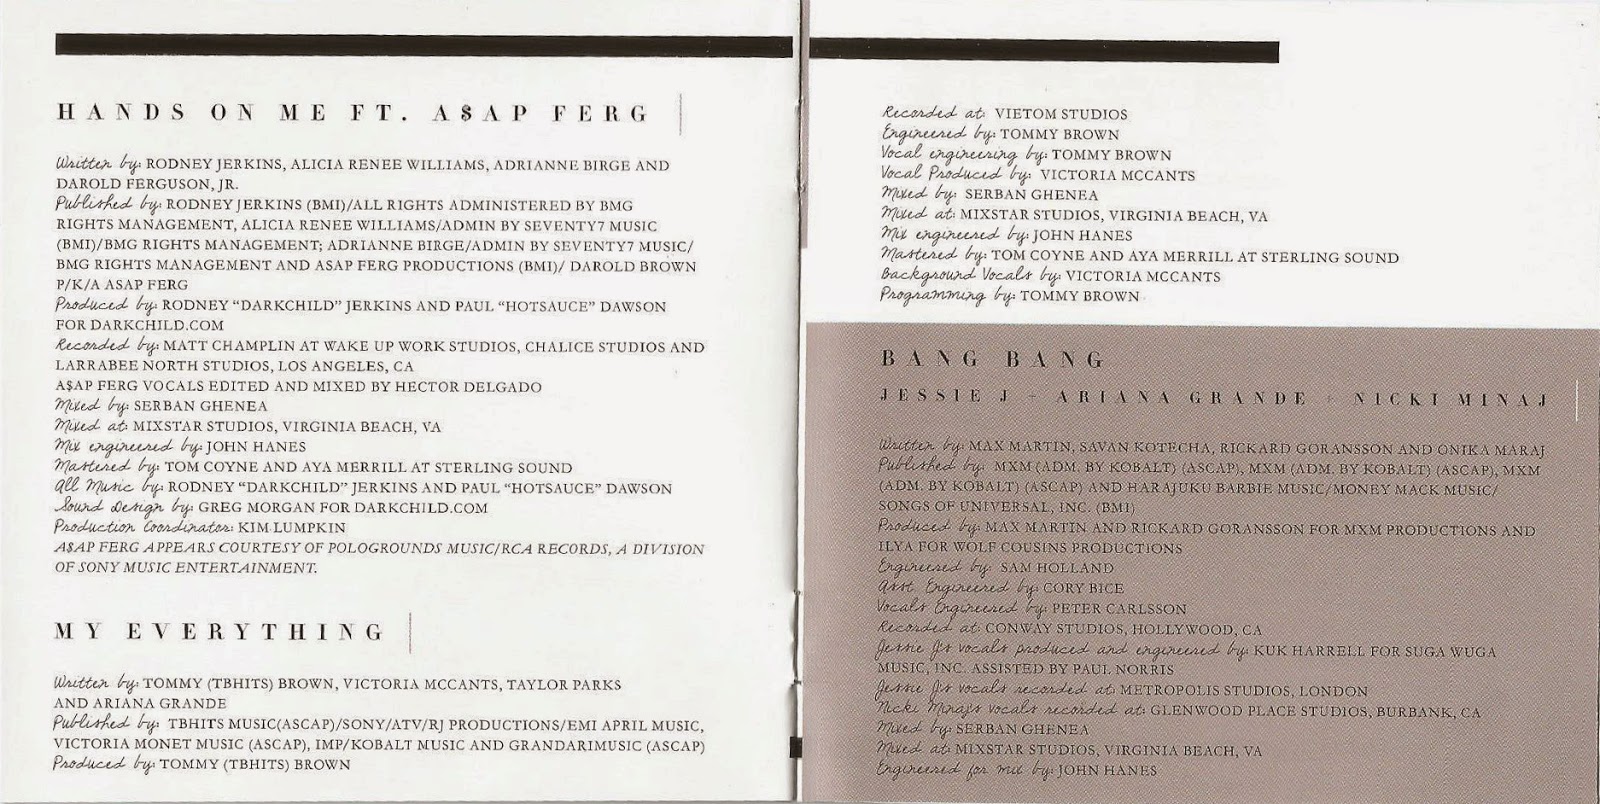 HANDS ON ME FT. A$AP FERG
Written by: RODNEY JERKINS, ALICIA RENEE WILLIAMS, ADRIANNE BIRGE AND
DAROLD FERGUSON, JR.
Published by: RODNEY JERKINS (BMI)/ALL RIGHTS ADMINISTERED BY BMG
RIGHTS MANAGEMENT, ALICIA RENEE WILLIAMS/ADMIN BY SEVENTY7 MUSIC
(BMI)/BMG RIGHTS MANAGEMENT; ADRIANNE BIRGE/ADMIN BY SEVENTY7 MUSIC/
BMG RIGHTS MANAGEMENT AND ASAP FERG PRODUCTIONS (BMI)/ DAROLD BROWN
P/K/A ASAP FERG
Produced by: RODNEY “DARKCHILD” JERKINS AND PAUL “HOTSAUCE” DAWSON
FOR DARKCHILD.COM
Recorded by: MATT CHAMPLIN AT WAKE UP WORK STUDIOS, CHALICE STUDIOS AND
LARRABEE NORTH STUDIOS, LOS ANGELES, CA
A$AP FERG VOCALS EDITED AND MIXED BY HECTOR DELGADO
Mixed by: SERBAN GHENEA
Mixed at: MIXSTAR STUDIOS, VIRGINIA BEACH, VA
Mix engineered by: JOHN HANES
Mastered by: TOM COYNE AND AYA MERRILL AT STERLING SOUND
All Music by: RODNEY “DARKCHILD” JERKINS AND PAUL “HOTSAUCE” DAWSON
Sound Design by: GREG MORGAN FOR DARKCHILD.COM
Production Coordinator: KIM LUMPKIN
A$AP FERG APPEARS COURTESY OF POLOGROUNDS MUSIC/RCA RECORDS, A DIVISION
OF SONY MUSIC ENTERTAINMENT.
MY EVERYTHING
Written by: TOMMY (TBHITS) BROWN, VICTORIA MCCANTS, TAYLOR PARKS
AND ARIANA GRANDE
Published by: TBHITS MUSIC(ASCAP)/SONY/ATV/RJ PRODUCTIONS/EMI APRIL MUSIC,
VICTORIA MONET MUSIC (ASCAP), IMP/KOBALT MUSIC AND GRANDARIMUSIC (ASCAP)
Produced by: TOMMY (TBHITS) BROWN
Recorded at: VIETOM STUDIOS
Engineered by: TOMMY BROWN
Vocal engineering by: TOMMY BROWN
Vocal Produced by: VICTORIA MCCANTS
Mixed by: SERBAN GHENEA
Mixed at: MIXSTAR STUDIOS, VIRGINIA BEACH, VA
Mix engineered by: JOHN HANES
Mastered by: TOM COYNE AND AYA MERRILL AT STERLING SOUND
Background Vocals by: VICTORIA MCCANTS
Programming by: TOMMY BROWN
BANG BANG
JESSIE J + ARIANA GRANDE + NICKI MINAJ
Written by: MAX MARTIN, SAVAN KOTECHA, RICKARD GORANSSON AND ONIKA MARAJ
Published by: MXM (ADM. BY KOBALT) (ASCAP), MXM (ADM. BY KOBALT) (ASCAP), MXM
(ADM. BY KOBALT) (ASCAP) AND HARAJUKU BARBIE MUSIC/MONEY MACK MUSIC/
SONGS OF UNIVERSAL, INC. (BMI)
Produced by: MAX MARTIN AND RICKARD GORANSSON FOR MXM PRODUCTIONS AND
ILYA FOR WOLF COUSINS PRODUCTIONS
Engineered by: SAM HOLLAND
Asst. Engineered by: CORY BICE
Vocals Engineered by: PETER CARLSSON
Recorded at: CONWAY STUDIOS, HOLLYWOOD, CA
Jessie J's vocals produced and engineered by: KUK HARRELL FOR SUGA WUGA
MUSIC, INC. ASSISTED BY PAUL NORRIS
Jessie J's vocals recorded at: METROPOLIS STUDIOS, LONDON
Nicki Minaj's vocals recorded at: GLENWOOD PLACE STUDIOS, BURBANK, CA
Mixed by: SERBAN GHENEA
Mixed at: MIXSTAR STUDIOS, VIRGINIA BEACH, VA
Engineered for mix by: JOHN HANES